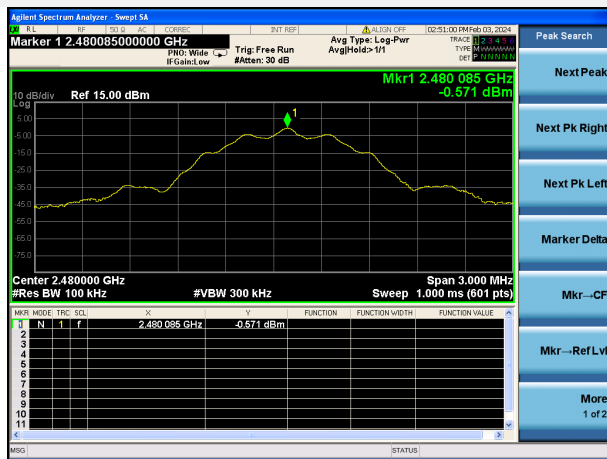 Agilent Spectrum Analyzer - Swept SA
RL RF 50 Ω AC CORREC INT REF ALIGN OFF 02:51:00 PM Feb 03, 2024
Marker 1 2.480085000000 GHz
PNO: Wide
IFGain:Low
Trig: Free Run
#Atten: 30 dB
Avg Type: Log-Pwr
Avg|Hold:>1/1
TRACE 1 2 3 4 5 6
TYPE M
DET P N N N N N
Mkr1 2.480 085 GHz
-0.571 dBm
10 dB/div Ref 15.00 dBm
Log
1
5.00
-5.00
-15.0
-25.0
-35.0
-45.0
-55.0
-65.0
-75.0
Center 2.480000 GHz Span 3.000 MHz
#Res BW 100 kHz #VBW 300 kHz Sweep 1.000 ms (601 pts)
MKR MODE TRC SCL X Y FUNCTION FUNCTION WIDTH FUNCTION VALUE
1 N 1 f 2.480 085 GHz -0.571 dBm
2
3
4
5
6
7
8
9
10
11
MSG STATUS
Peak Search
Next Peak
Next Pk Right
Next Pk Left
Marker Delta
Mkr→CF
Mkr→Ref Lvl
More
1 of 2